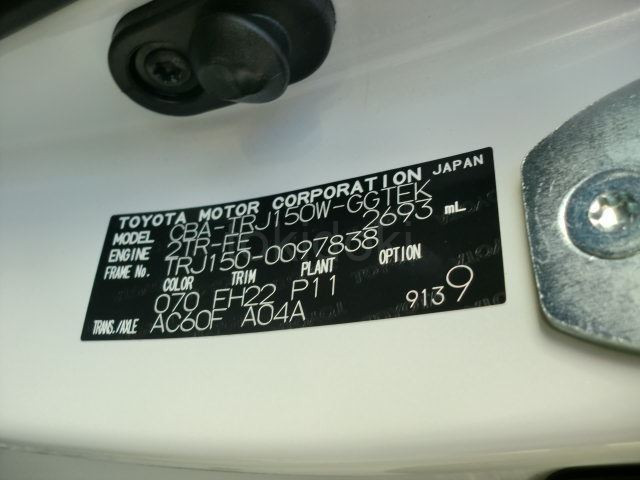 TOYOTA MOTOR CORPORATION JAPAN
MODEL CBA-TRJ150W-GGTEK
ENGINE 2TR-FE 2693 mL
FRAME No. TRJ150-0097838
COLOR TRIM PLANT OPTION
070 FH22 P11
TRANS./AXLE AC60F A04A 9139